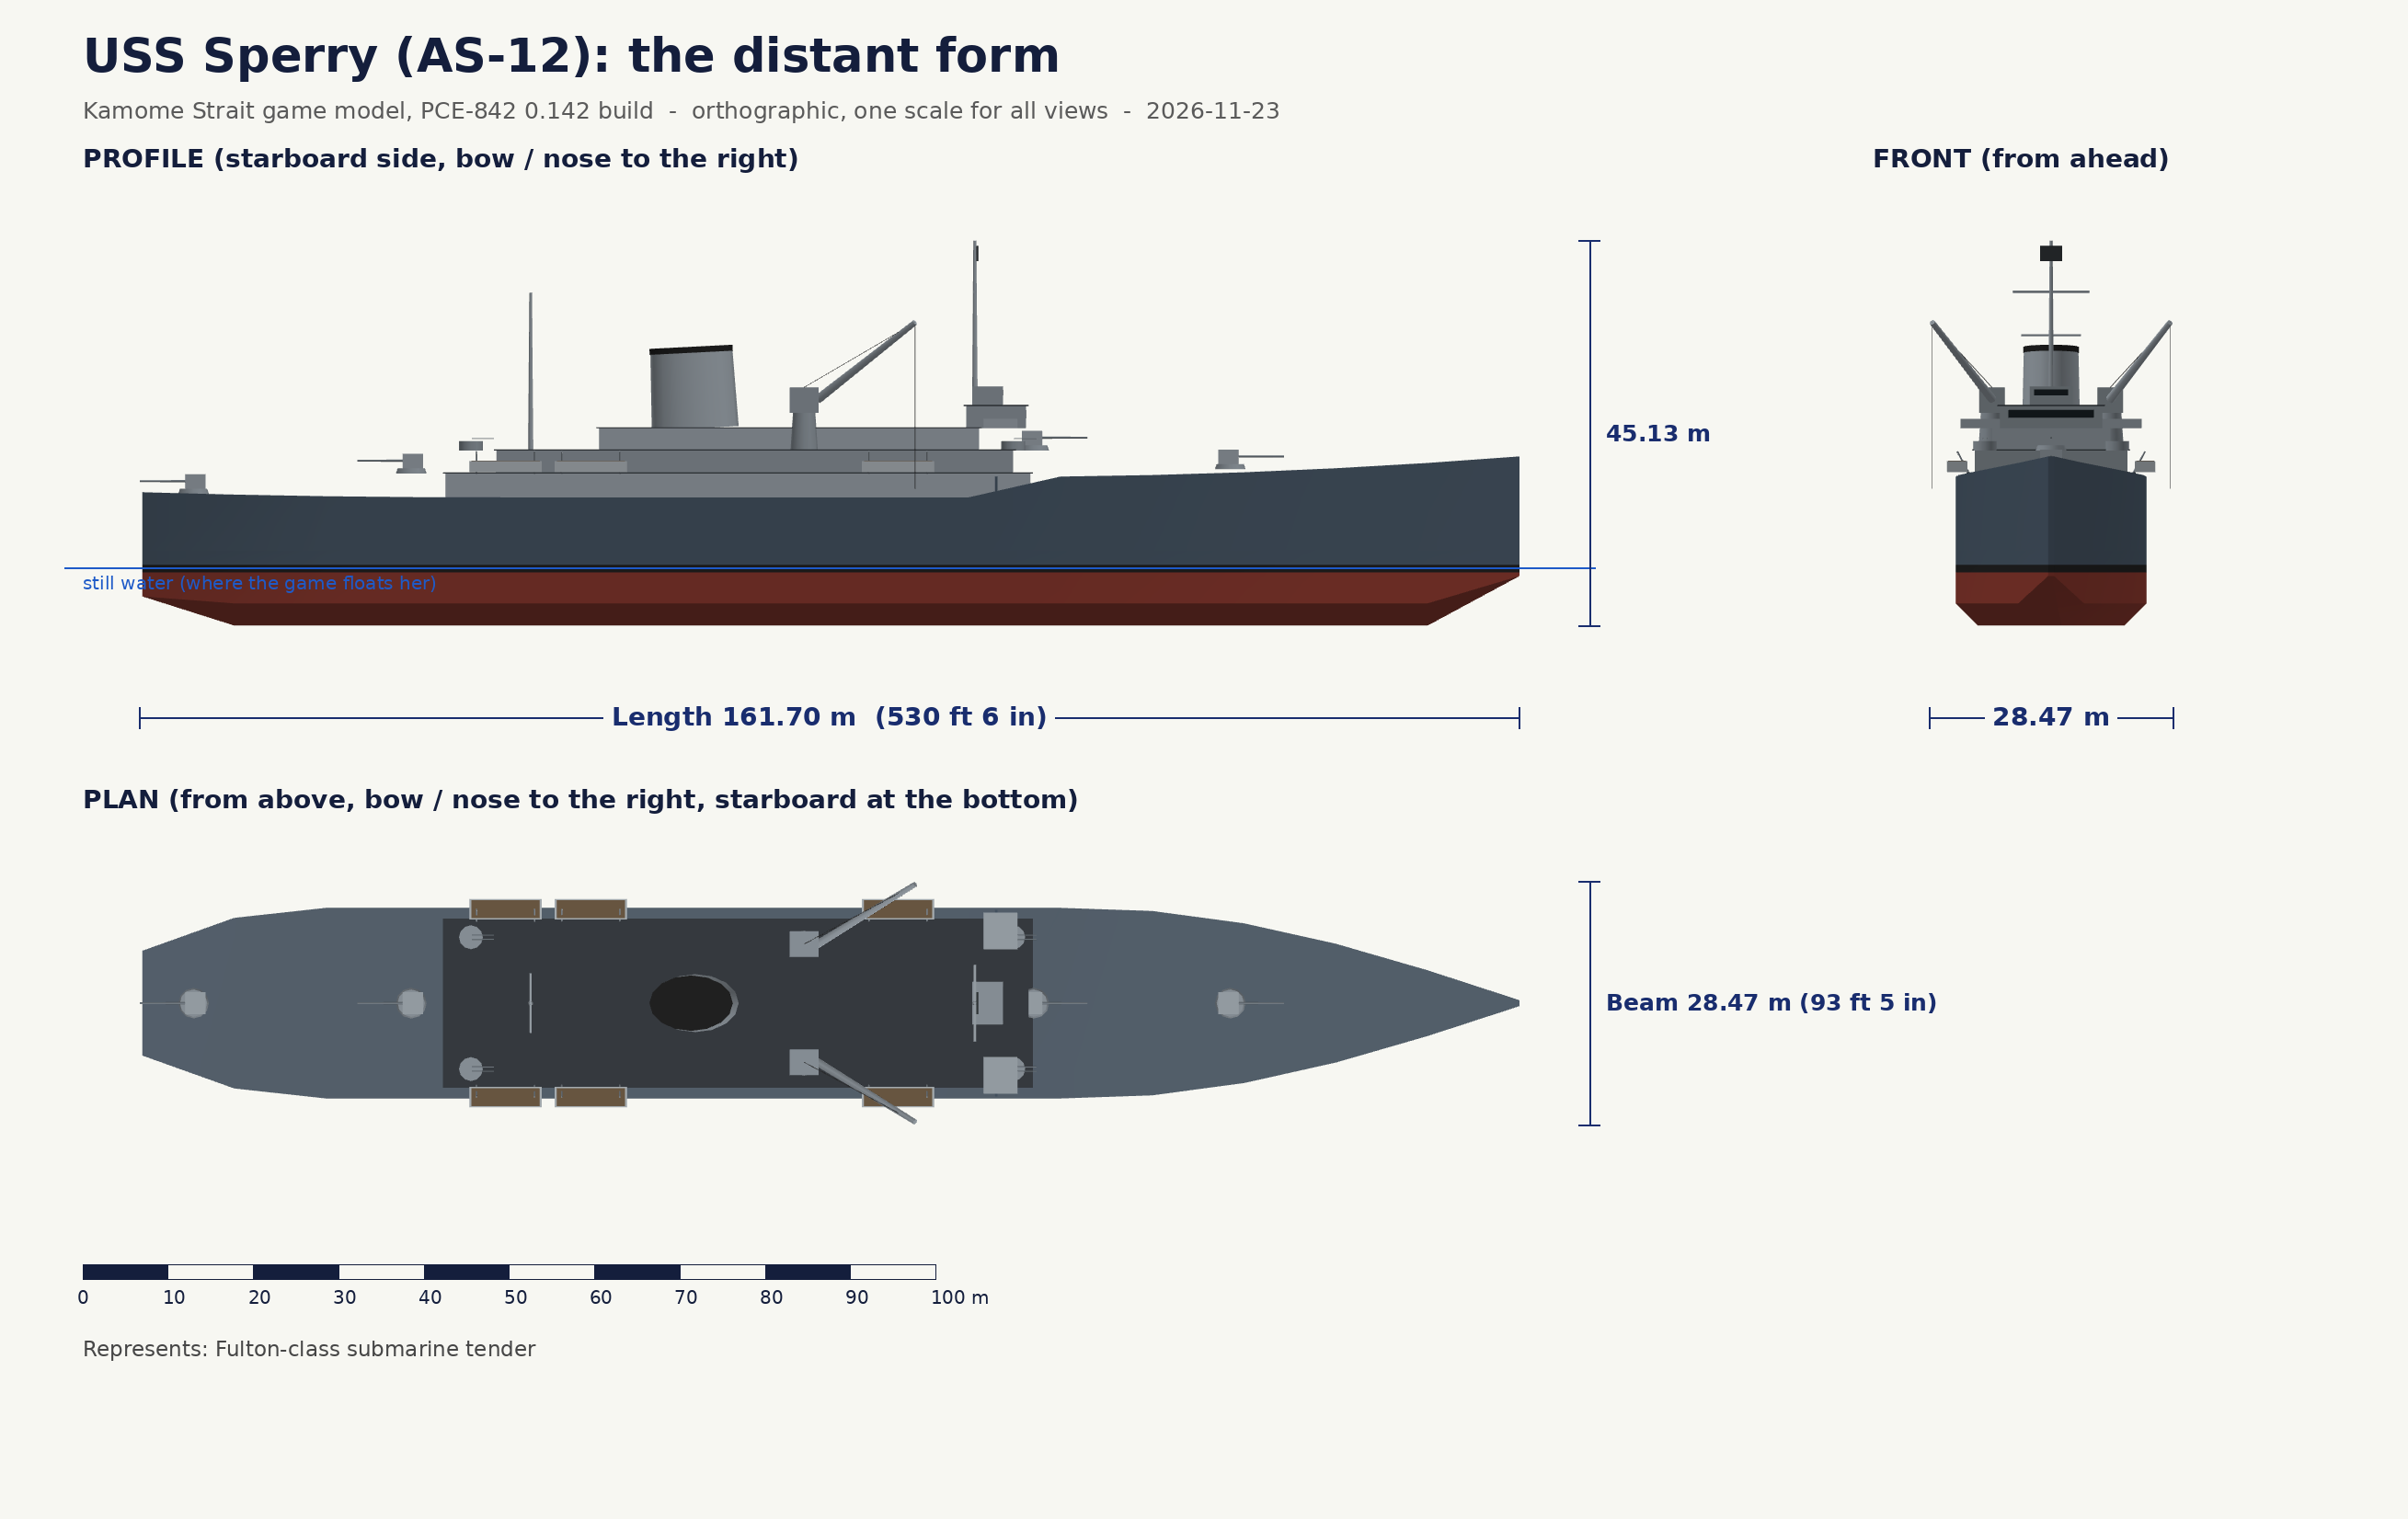 USS Sperry (AS-12): the distant form
Kamome Strait game model, PCE-842 0.142 build - orthographic, one scale for all views - 2026-11-23
PROFILE (starboard side, bow / nose to the right)
FRONT (from ahead)
45.13 m
still water (where the game floats her)
Length 161.70 m (530 ft 6 in)
28.47 m
PLAN (from above, bow / nose to the right, starboard at the bottom)
Beam 28.47 m (93 ft 5 in)
0 10 20 30 40 50 60 70 80 90 100 m
Represents: Fulton-class submarine tender